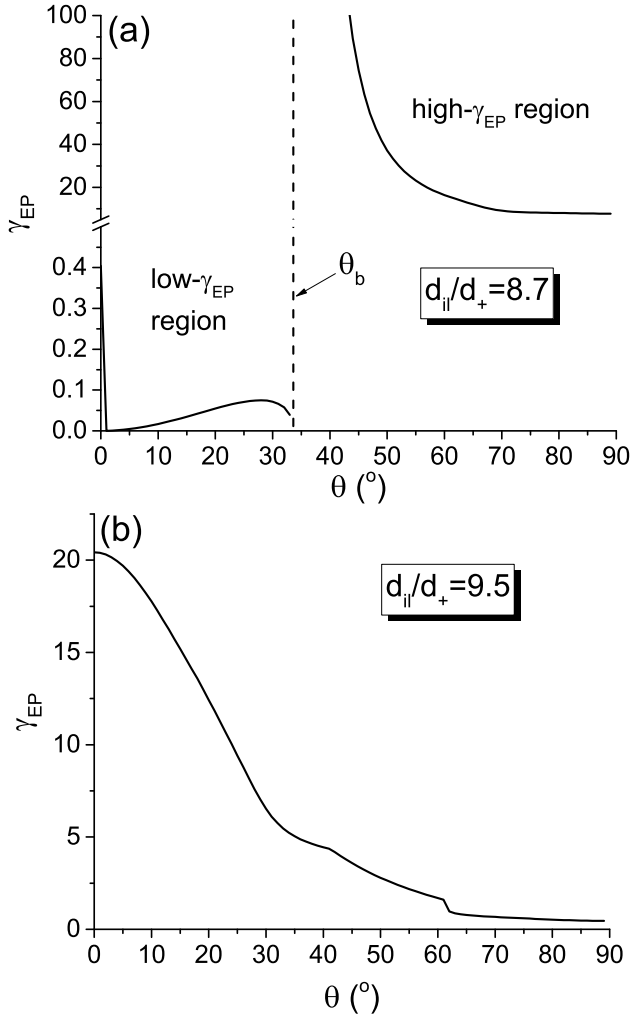 (a)
100
80
60
40
20
0.4
0.3
0.2
0.1
0.0
γEP
high-γEP region
low-γEP
region
θb
dil/d+=8.7
0 10 20 30 40 50 60 70 80 90
θ (o)
(b)
20
15
10
5
0
γEP
dil/d+=9.5
0 10 20 30 40 50 60 70 80 90
θ (o)